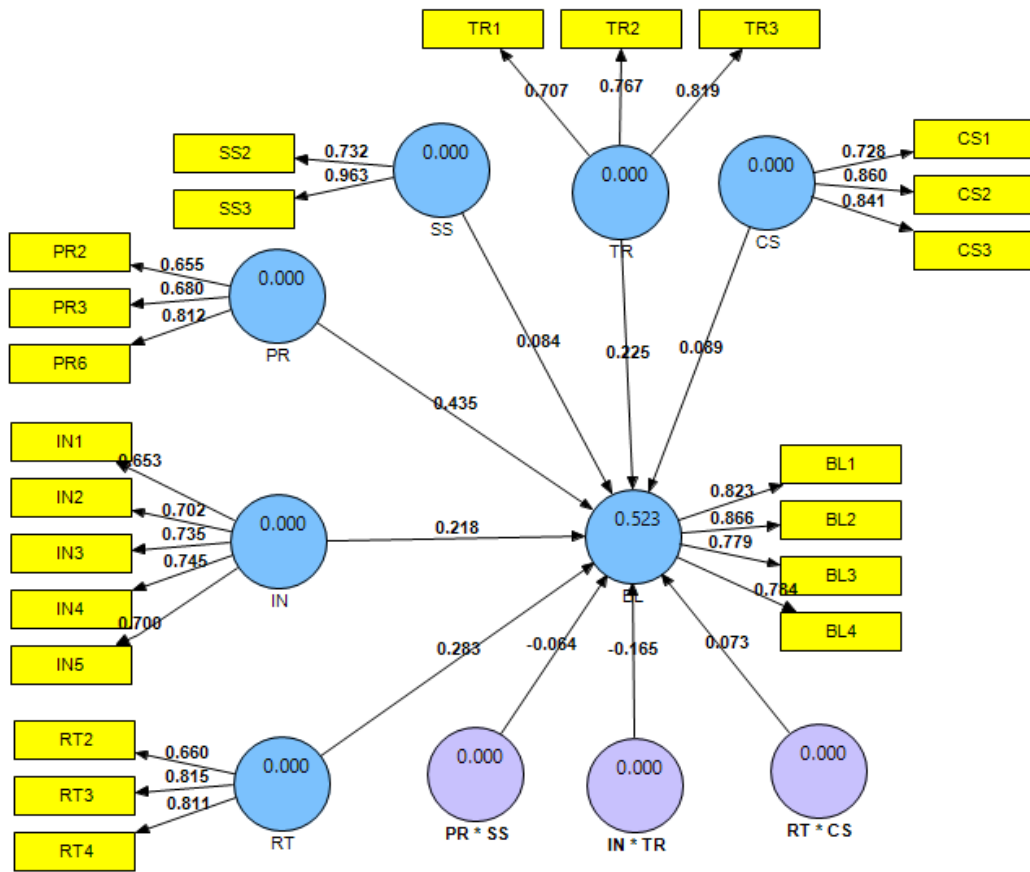 TR1 TR2 TR3
0.707 0.767 0.819
SS2 0.732
SS3 0.963
0.000
SS
0.000
TR
0.000
CS
0.728 CS1
0.860 CS2
0.841 CS3
PR2 0.655
PR3 0.680
PR6 0.812
0.000
PR
0.084
0.225
0.089
0.435
IN1 0.653
IN2 0.702
IN3 0.735
IN4 0.745
IN5 0.700
0.000
IN
0.218
0.523
BL
0.823 BL1
0.866 BL2
0.779 BL3
0.784 BL4
0.283
-0.064
-0.165
0.073
RT2 0.660
RT3 0.815
RT4 0.811
0.000
RT
0.000
PR * SS
0.000
IN * TR
0.000
RT * CS